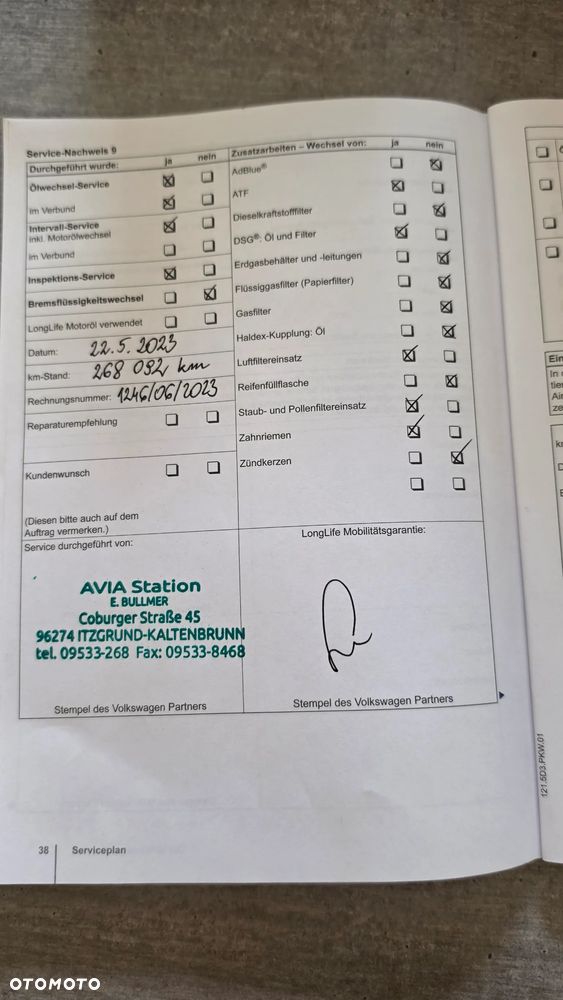 Service-Nachweis 9
Durchgeführt wurde: ja nein
Ölwechsel-Service ☒ ☐
im Verbund ☒ ☐
Intervall-Service ☒ ☐
inkl. Motorölwechsel
im Verbund ☐ ☐
Inspektions-Service ☒ ☐
Bremsflüssigkeitswechsel ☐ ☒
LongLife Motoröl verwendet ☐ ☐
Datum: 22.5.2023
km-Stand: 268 092 km
Rechnungsnummer: 1246/06/2023
Reparaturempfehlung ☐ ☐
Kundenwunsch ☐ ☐
(Diesen bitte auch auf dem
Auftrag vermerken.)
Zusatzarbeiten – Wechsel von: ja nein
AdBlue® ☐ ☒
ATF ☒ ☐
Dieselkraftstofffilter ☐ ☒
DSG®: Öl und Filter ☒ ☐
Erdgasbehälter und -leitungen ☐ ☒
Flüssiggasfilter (Papierfilter) ☐ ☒
Gasfilter ☐ ☒
Haldex-Kupplung: Öl ☐ ☒
Luftfiltereinsatz ☒ ☐
Reifenfüllflasche ☐ ☒
Staub- und Pollenfiltereinsatz ☒ ☐
Zahnriemen ☒ ☐
Zündkerzen ☐ ☒
☐ ☐
Service durchgeführt von:
AVIA Station
E. BULLMER
Coburger Straße 45
96274 ITZGRUND-KALTENBRUNN
tel. 09533-268 Fax: 09533-8468
Stempel des Volkswagen Partners
LongLife Mobilitätsgarantie:
Stempel des Volkswagen Partners
38 Serviceplan
121.5D3.PKW.01
OTOMOTO